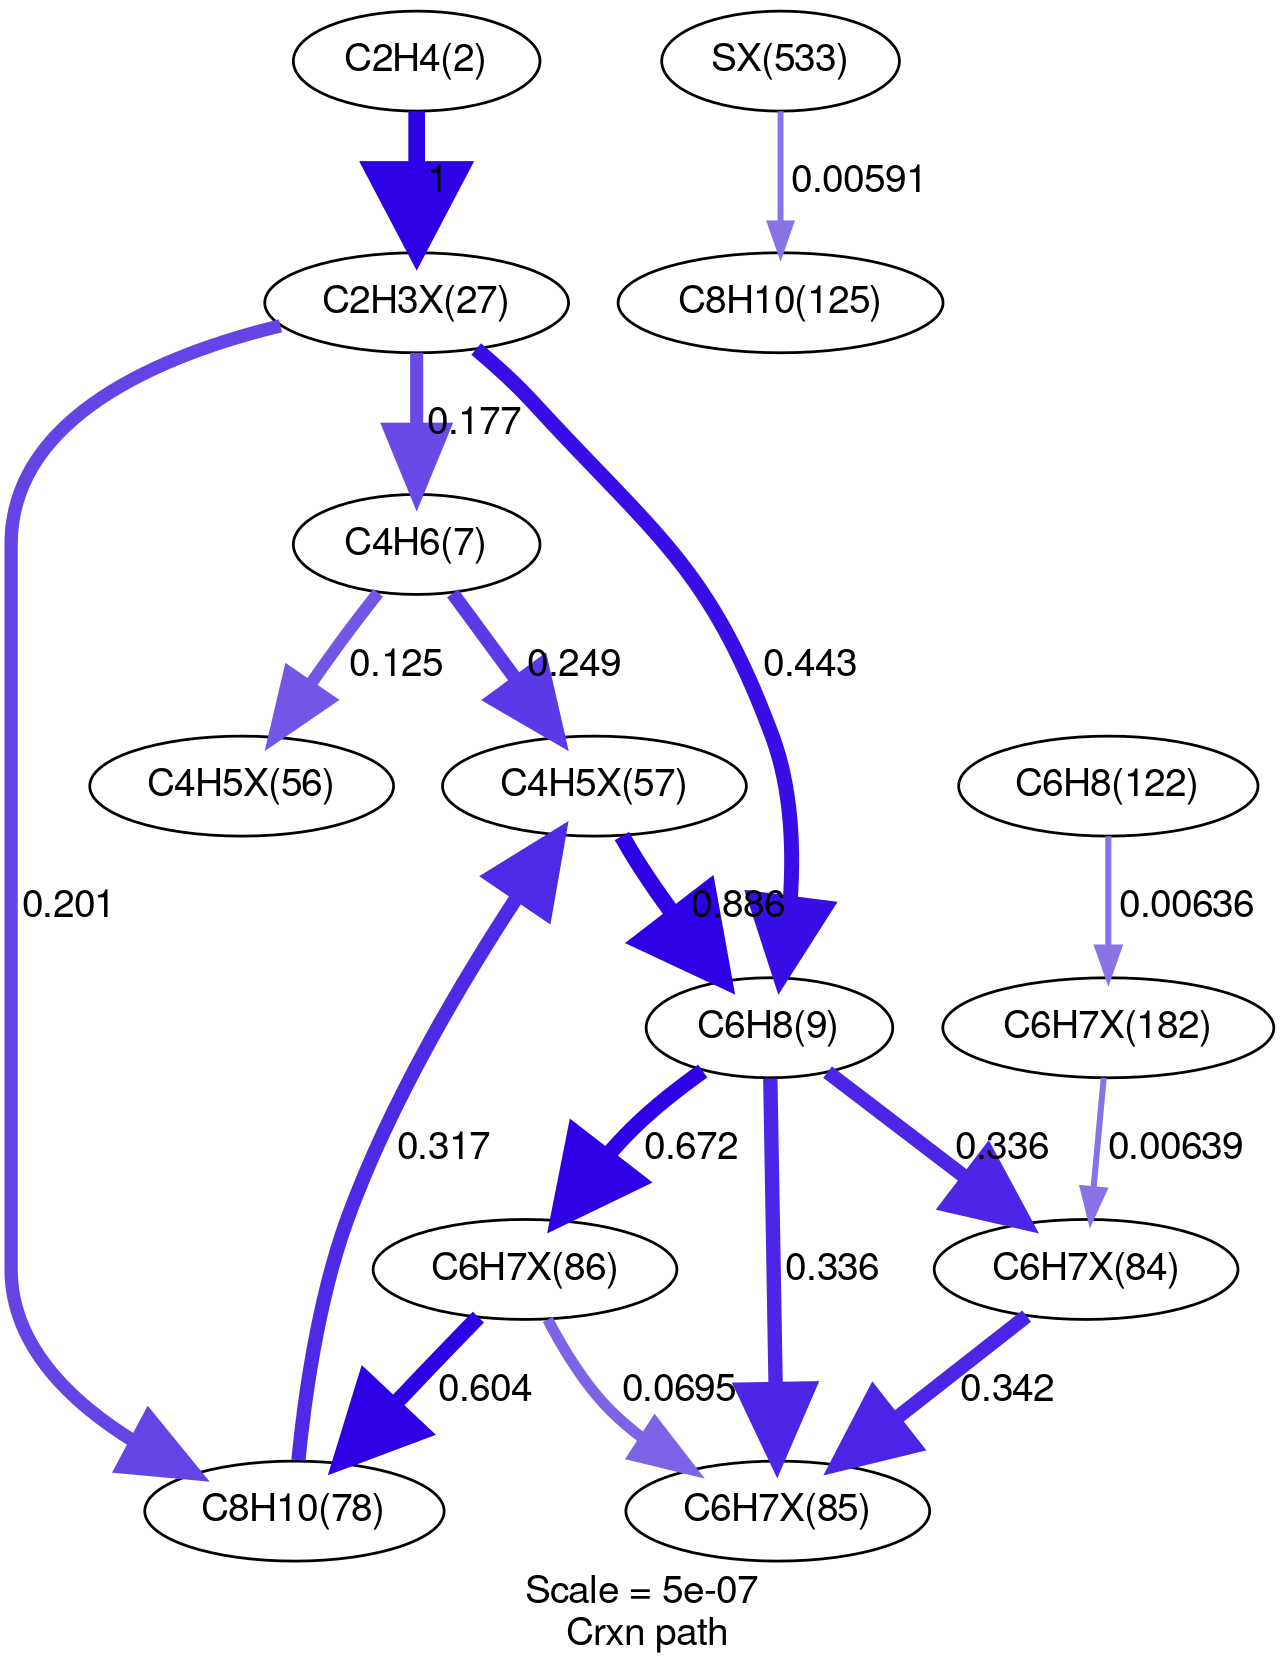 C2H4(2)
SX(533)
1
0.00591
C2H3X(27)
C8H10(125)
0.177
C4H6(7)
0.125
0.249
0.443
C4H5X(56)
C4H5X(57)
C6H8(122)
0.201
0.886
0.00636
C6H8(9)
C6H7X(182)
0.317
0.672
0.336
0.00639
C6H7X(86)
0.336
C6H7X(84)
0.604
0.0695
0.342
C8H10(78)
C6H7X(85)
Scale = 5e-07
Crxn path